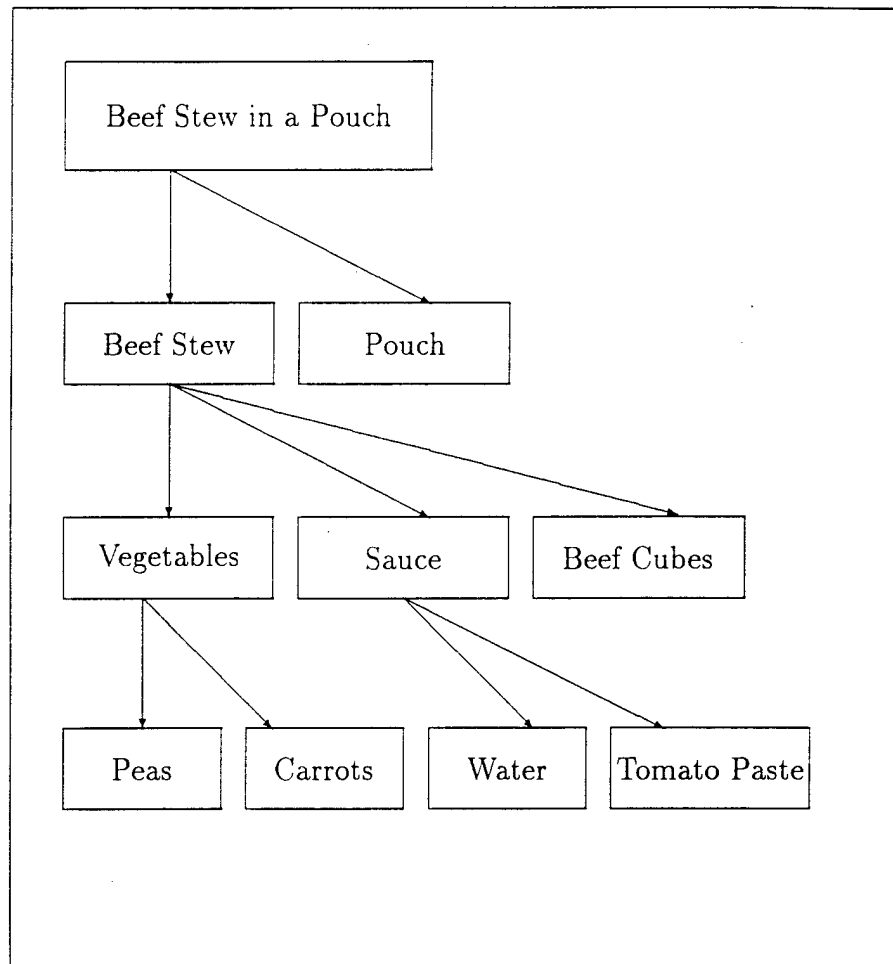 Beef Stew in a Pouch
Beef Stew
Pouch
Vegetables
Sauce
Beef Cubes
Peas
Carrots
Water
Tomato Paste